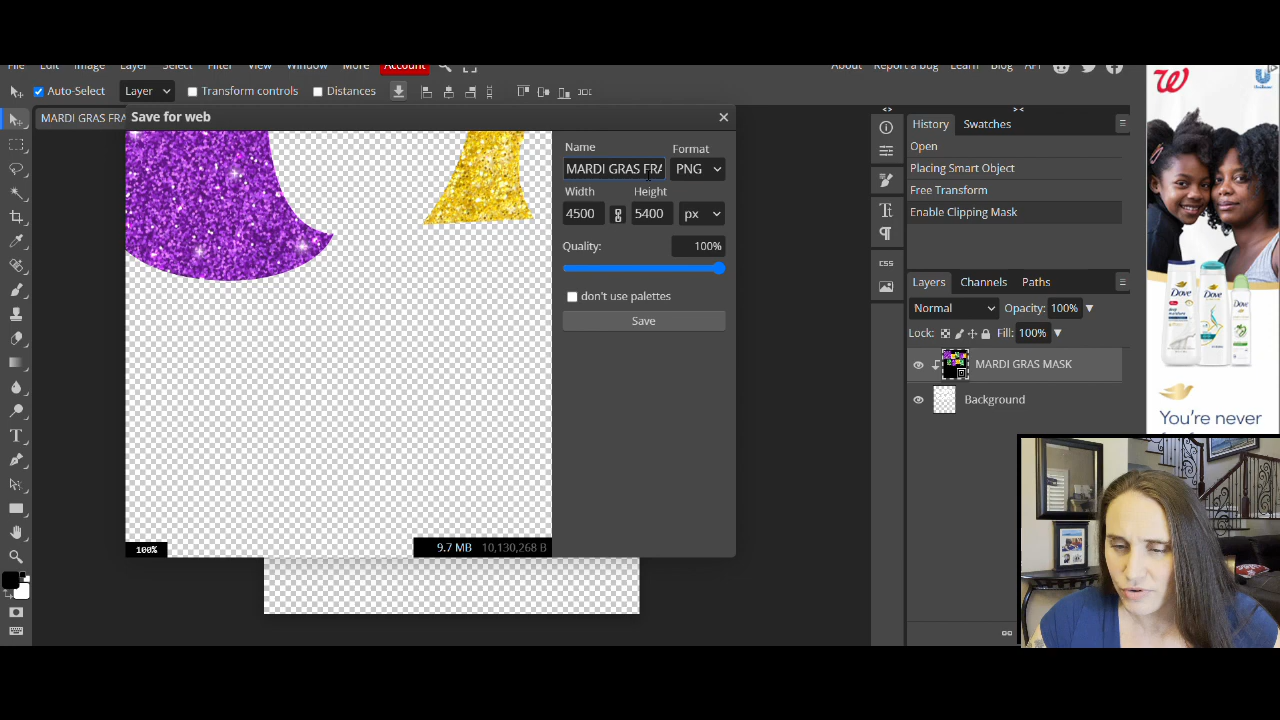 File Edit Image Layer Select Filter View Window More Account About Report a bug Learn Blog API
Auto-Select Layer Transform controls Distances
MARDI GRAS FRA
Save for web
Name
Format
MARDI GRAS FRA
PNG
Width
Height
4500
5400
px
Quality:
100%
don't use palettes
Save
100%
9.7 MB 10,130,268 B
History Swatches
Open
Placing Smart Object
Free Transform
Enable Clipping Mask
CSS
Layers Channels Paths
Normal Opacity: 100%
Lock: Fill: 100%
MARDI GRAS MASK
Background
Dove
Dove
Dove
You're never